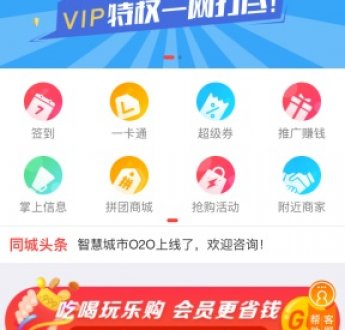 VIP特权一网打尽!
7
签到
一卡通
超级券
推广赚钱
拼
掌上信息
拼团商城
抢购活动
附近商家
同城头条 智慧城市O2O上线了，欢迎咨询！
吃喝玩乐购 会员更省钱
G